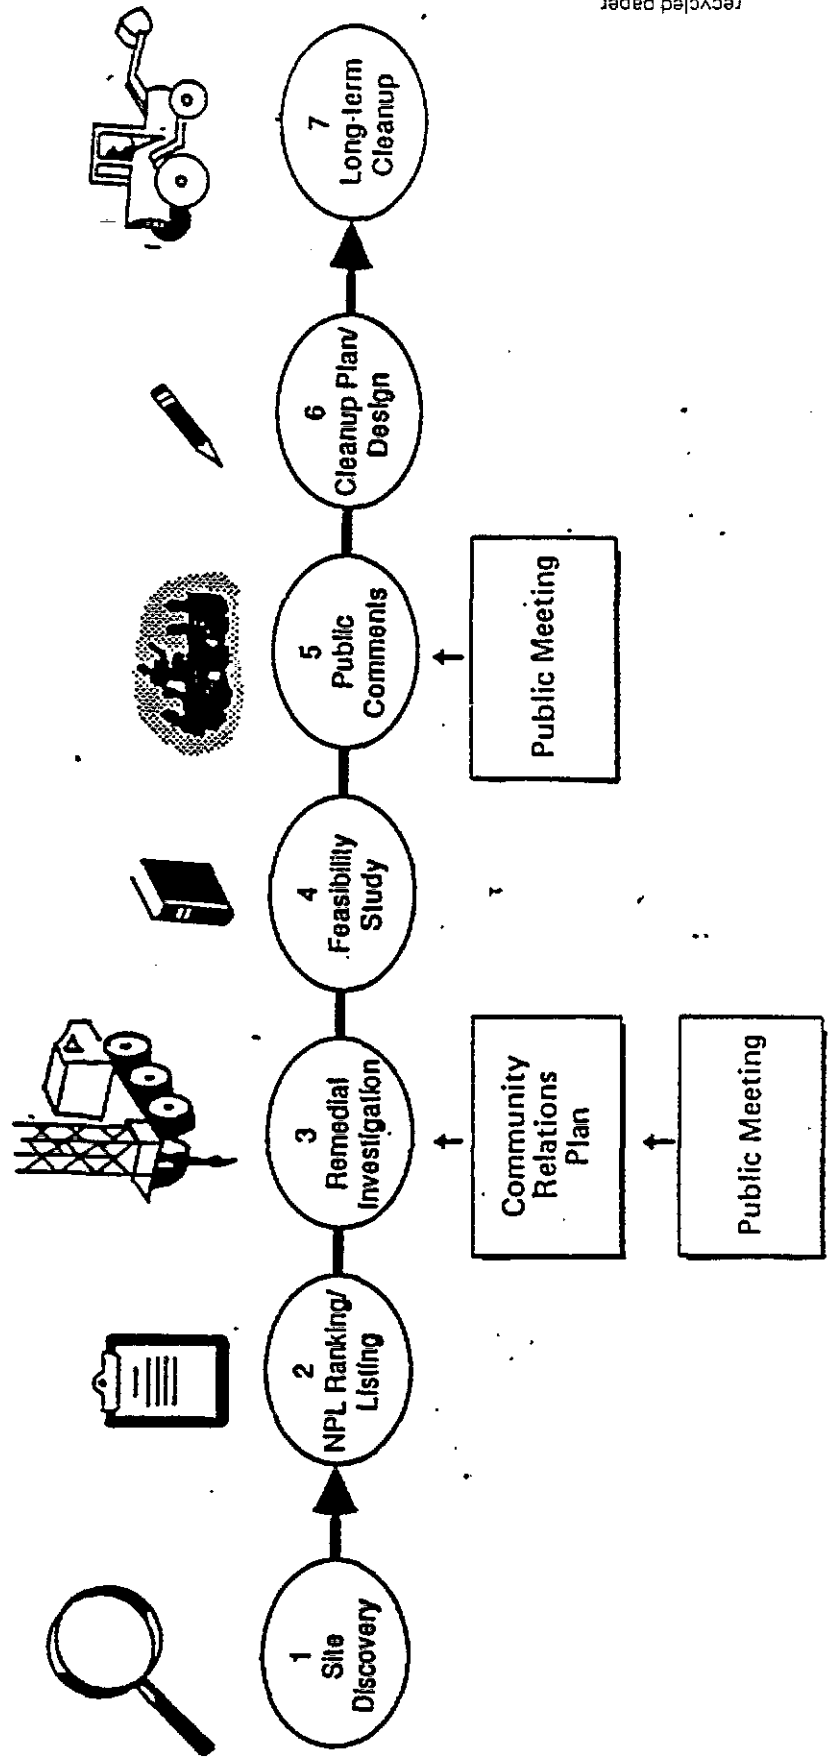 1
Site
Discovery
2
NPL Ranking/
Listing
3
Remedial
Investigation
4
Feasibility
Study
5
Public
Comments
6
Cleanup Plan/
Design
7
Long-term
Cleanup
Community
Relations
Plan
Public Meeting
Public Meeting
recycled paper